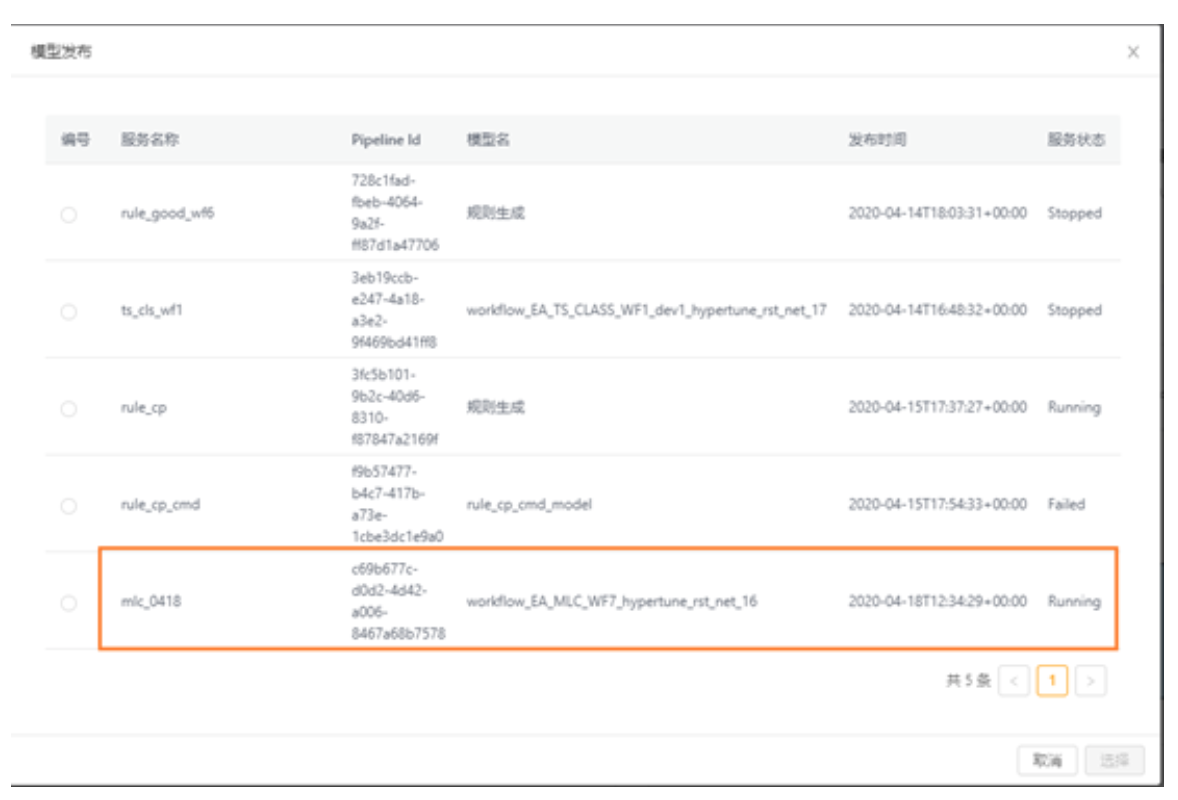 模型发布
编号 服务名称 Pipeline Id 模型名 发布时间 服务状态
728c1fad-
fbeb-4064-
rule_good_wf6 规则生成 2020-04-14T18:03:31+00:00 Stopped
9a2f-
ff87d1a47706
3eb19ccb-
e247-4a18-
ts_cls_wf1 workflow_EA_TS_CLASS_WF1_dev1_hypertune_rst_net_17 2020-04-14T16:48:32+00:00 Stopped
a3e2-
9f469bd41ff8
3fc5b101-
9b2c-40d6-
rule_cp 规则生成 2020-04-15T17:37:27+00:00 Running
8310-
f87847a2169f
f9b57477-
b4c7-417b-
rule_cp_cmd rule_cp_cmd_model 2020-04-15T17:54:33+00:00 Failed
a73e-
1cbe3dc1e9a0
c69b677c-
d0d2-4d42-
mlc_0418 workflow_EA_MLC_WF7_hypertune_rst_net_16 2020-04-18T12:34:29+00:00 Running
a006-
8467a68b7578
共 5 条 < 1 >
取消 选择